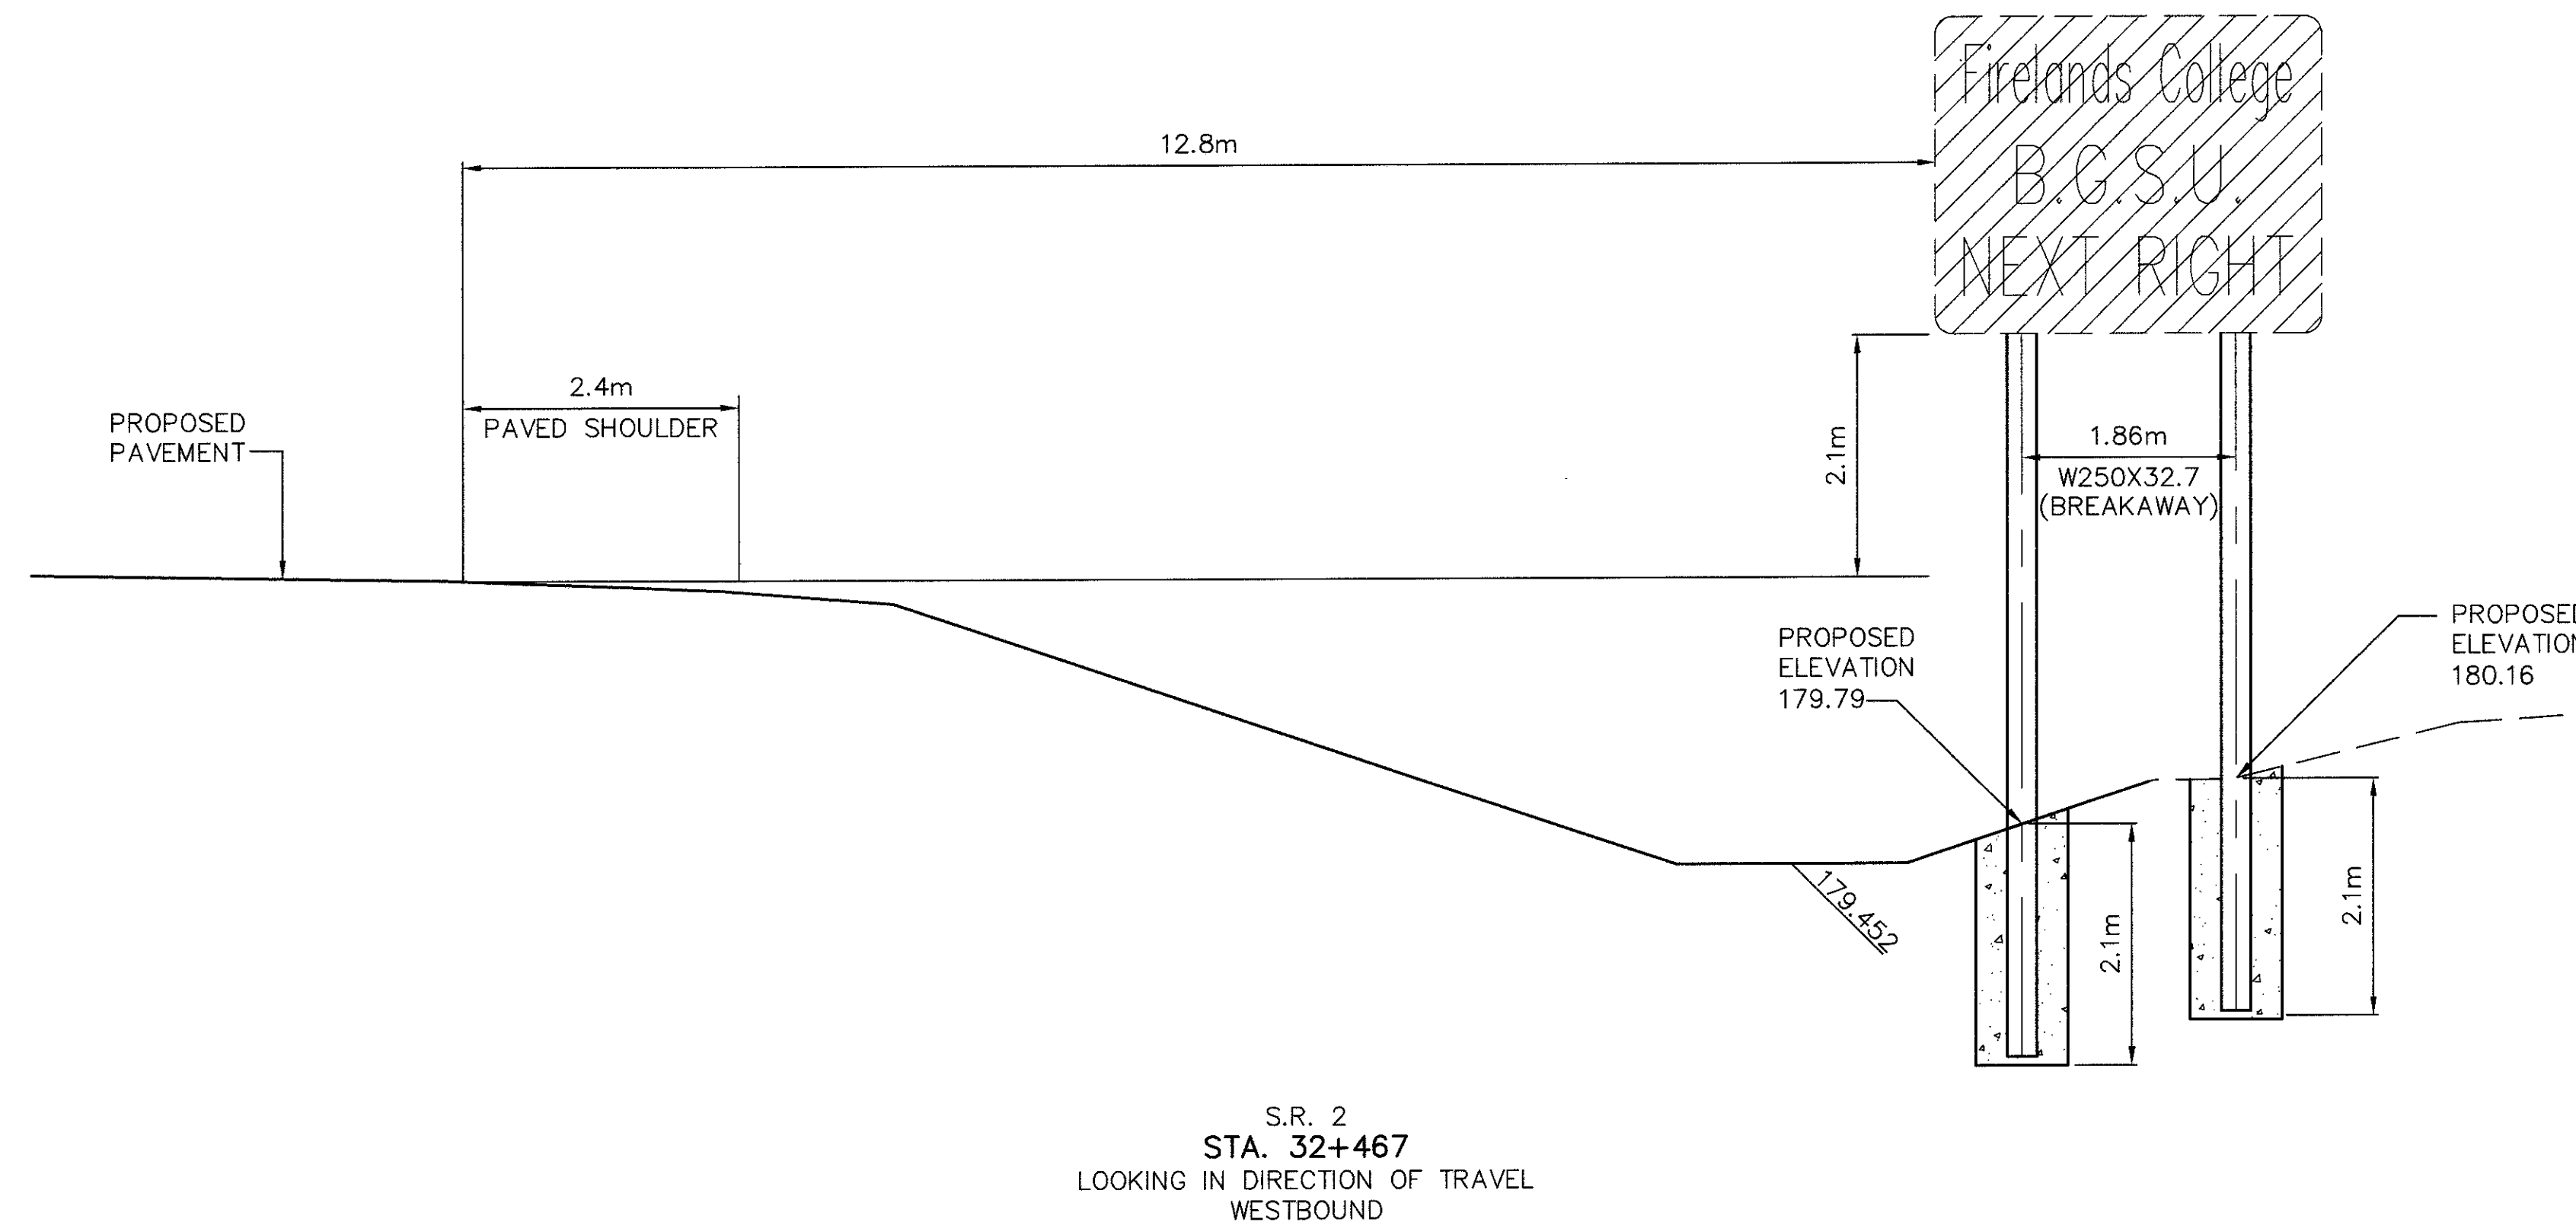 Firelands College
B.G.S.U.
NEXT RIGHT
12.8m
2.4m
PAVED SHOULDER
PROPOSED
PAVEMENT
2.1m
1.86m
W250X32.7
(BREAKAWAY)
PROPOSED
ELEVATION
179.79
PROPOSED
ELEVATION
180.16
179.452
2.1m
2.1m
S.R. 2
STA. 32+467
LOOKING IN DIRECTION OF TRAVEL
WESTBOUND